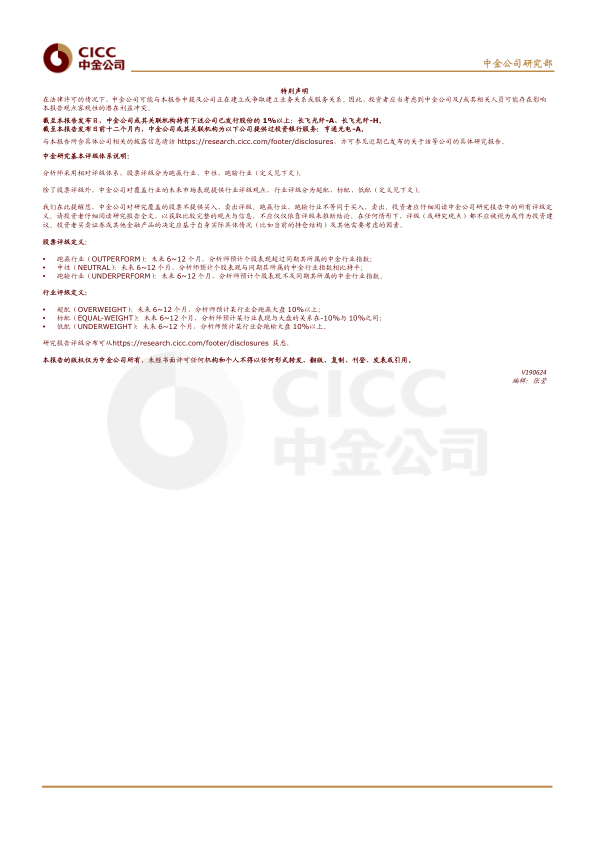 CICC
中金公司
中金公司研究部
特别声明
在法律许可的情况下，中金公司可能与本报告中提及公司正在建立或争取建立业务关系或服务关系。因此，投资者应当考虑到中金公司及/或其相关人员可能存在影响
本报告观点客观性的潜在利益冲突。
截至本报告发布日，中金公司或其关联机构持有下述公司已发行股份的 1%以上：长飞光纤-A、长飞光纤-H。
截至本报告发布日前十二个月内，中金公司或其关联机构为以下公司提供过投资银行服务：亨通光电-A。
与本报告所含具体公司相关的披露信息请访 https://research.cicc.com/footer/disclosures，亦可参见近期已发布的关于该等公司的具体研究报告。
中金研究基本评级体系说明：
分析师采用相对评级体系，股票评级分为跑赢行业、中性、跑输行业（定义见下文）。
除了股票评级外，中金公司对覆盖行业的未来市场表现提供行业评级观点，行业评级分为超配、标配、低配（定义见下文）。
我们在此提醒您，中金公司对研究覆盖的股票不提供买入、卖出评级。跑赢行业、跑输行业不等同于买入、卖出。投资者应仔细阅读中金公司研究报告中的所有评级定
义。请投资者仔细阅读研究报告全文，以获取比较完整的观点与信息，不应仅仅依靠评级来推断结论。在任何情形下，评级（或研究观点）都不应被视为或作为投资建
议。投资者买卖证券或其他金融产品的决定应基于自身实际具体情况（比如当前的持仓结构）及其他需要考虑的因素。
股票评级定义：
• 跑赢行业（OUTPERFORM）：未来 6~12 个月，分析师预计个股表现超过同期其所属的中金行业指数；
• 中性（NEUTRAL）：未来 6~12 个月，分析师预计个股表现与同期其所属的中金行业指数相比持平；
• 跑输行业（UNDERPERFORM）：未来 6~12 个月，分析师预计个股表现不及同期其所属的中金行业指数。
行业评级定义：
• 超配（OVERWEIGHT）：未来 6~12 个月，分析师预计某行业会跑赢大盘 10%以上；
• 标配（EQUAL-WEIGHT）：未来 6~12 个月，分析师预计某行业表现与大盘的关系在-10%与 10%之间；
• 低配（UNDERWEIGHT）：未来 6~12 个月，分析师预计某行业会跑输大盘 10%以上。
研究报告评级分布可从https://research.cicc.com/footer/disclosures 获悉。
本报告的版权仅为中金公司所有，未经书面许可任何机构和个人不得以任何形式转发、翻版、复制、刊登、发表或引用。
V190624
编辑：张莹
CICC
中金公司